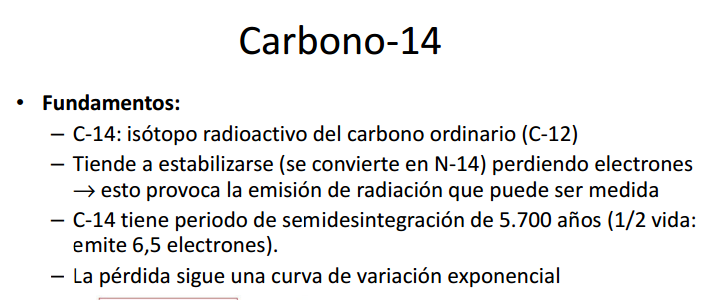 Carbono-14
• Fundamentos:
– C-14: isótopo radioactivo del carbono ordinario (C-12)
– Tiende a estabilizarse (se convierte en N-14) perdiendo electrones
→ esto provoca la emisión de radiación que puede ser medida
– C-14 tiene periodo de semidesintegración de 5.700 años (1/2 vida:
emite 6,5 electrones).
– La pérdida sigue una curva de variación exponencial